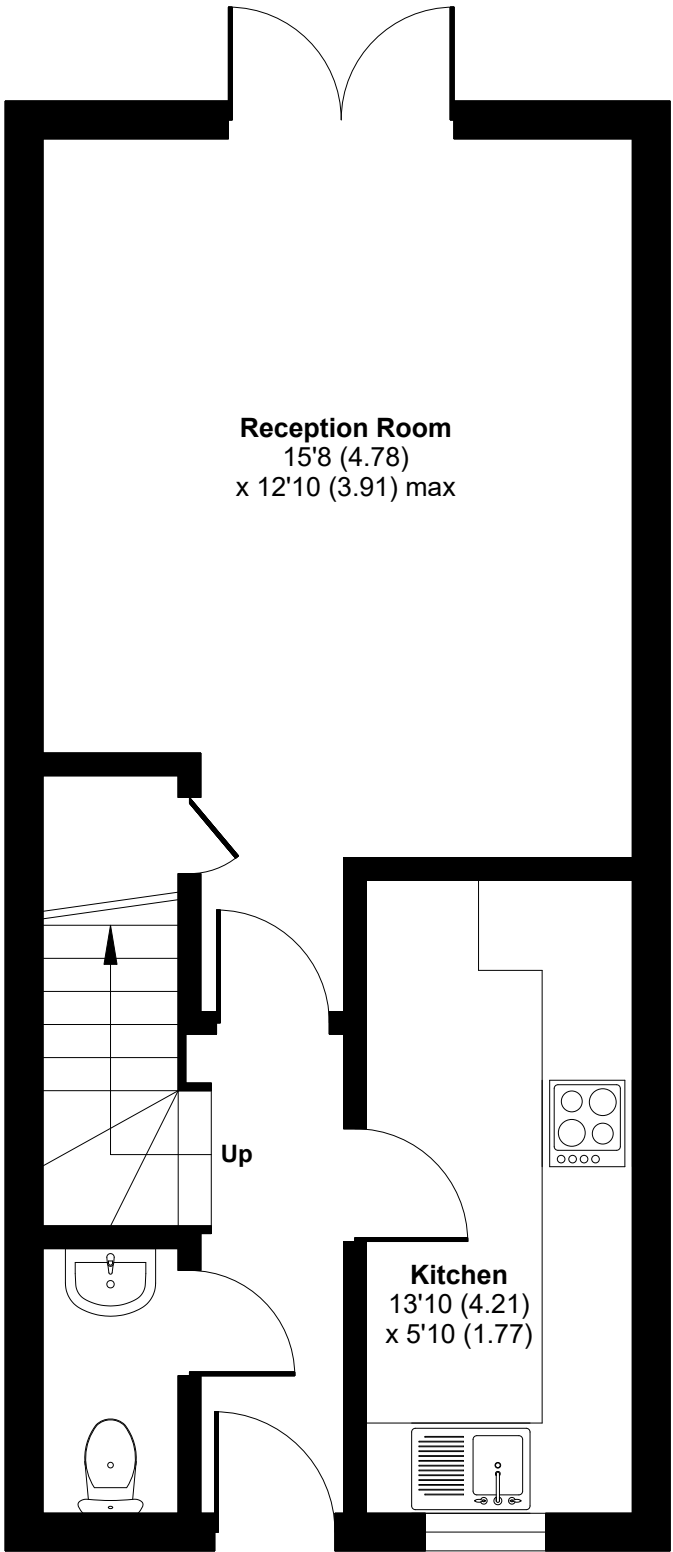 Reception Room
15'8 (4.78)
x 12'10 (3.91) max
Up
Kitchen
13'10 (4.21)
x 5'10 (1.77)